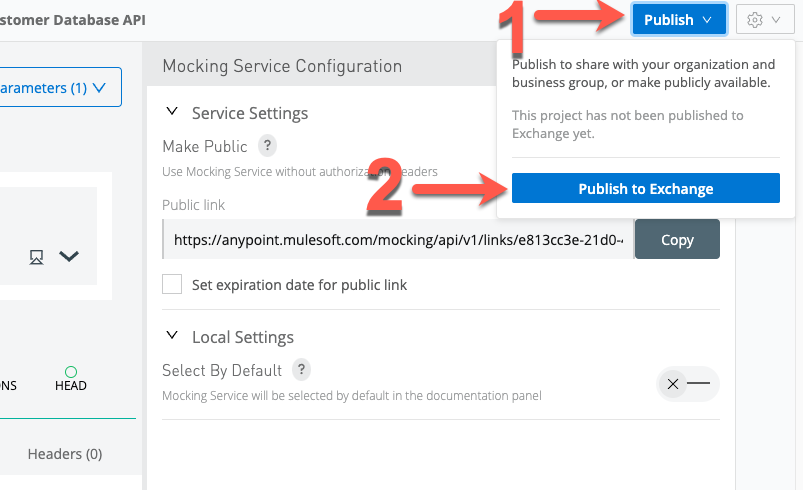 stomer Database API
1
Publish
Publish to share with your organization and
business group, or make publicly available.
This project has not been published to
Exchange yet.
2
Publish to Exchange
arameters (1)
Mocking Service Configuration
Service Settings
Make Public ?
Use Mocking Service without authorization headers
Public link
https://anypoint.mulesoft.com/mocking/api/v1/links/e813cc3e-21d0-
Copy
Set expiration date for public link
Local Settings
Select By Default ?
Mocking Service will be selected by default in the documentation panel
NS
HEAD
Headers (0)